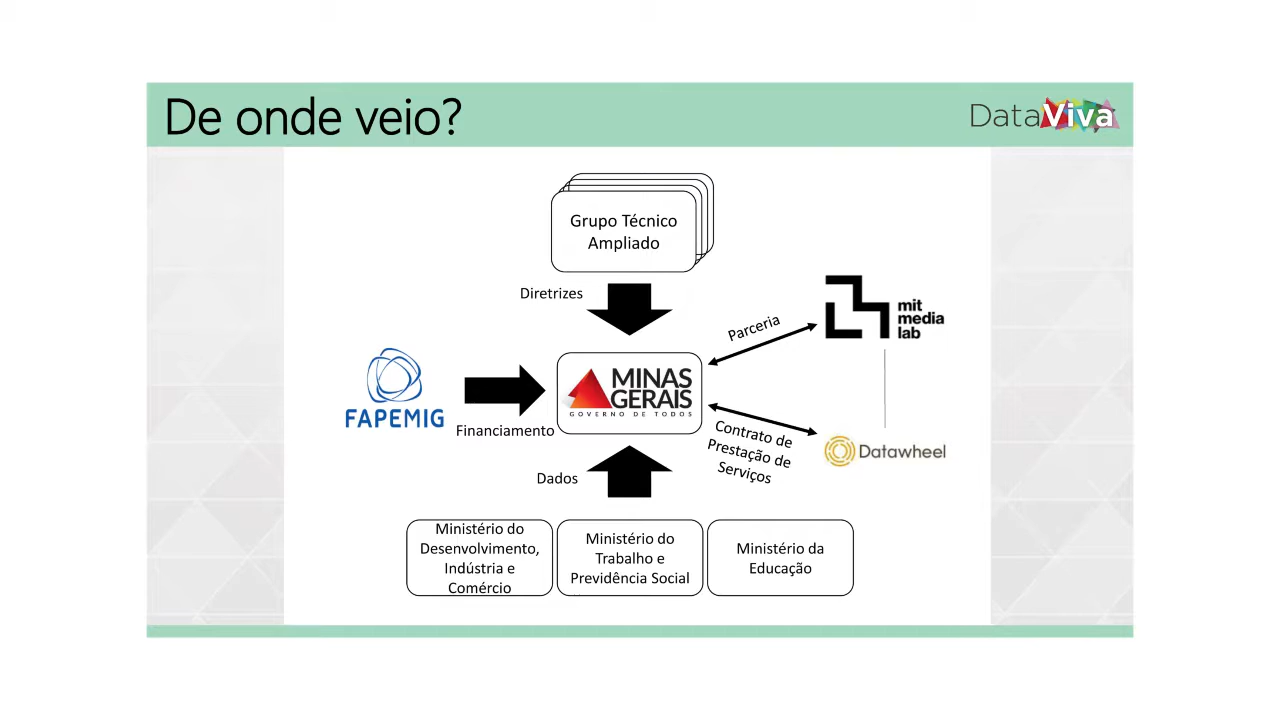 De onde veio?
DataViva
Grupo Técnico
Ampliado
Diretrizes
Parceria
mit
media
lab
FAPEMIG
Financiamento
MINAS
GERAIS
GOVERNO DE TODOS
Contrato de
Prestação de
Serviços
Datawheel
Dados
Ministério do
Desenvolvimento,
Indústria e
Comércio
Ministério do
Trabalho e
Previdência Social
Ministério da
Educação